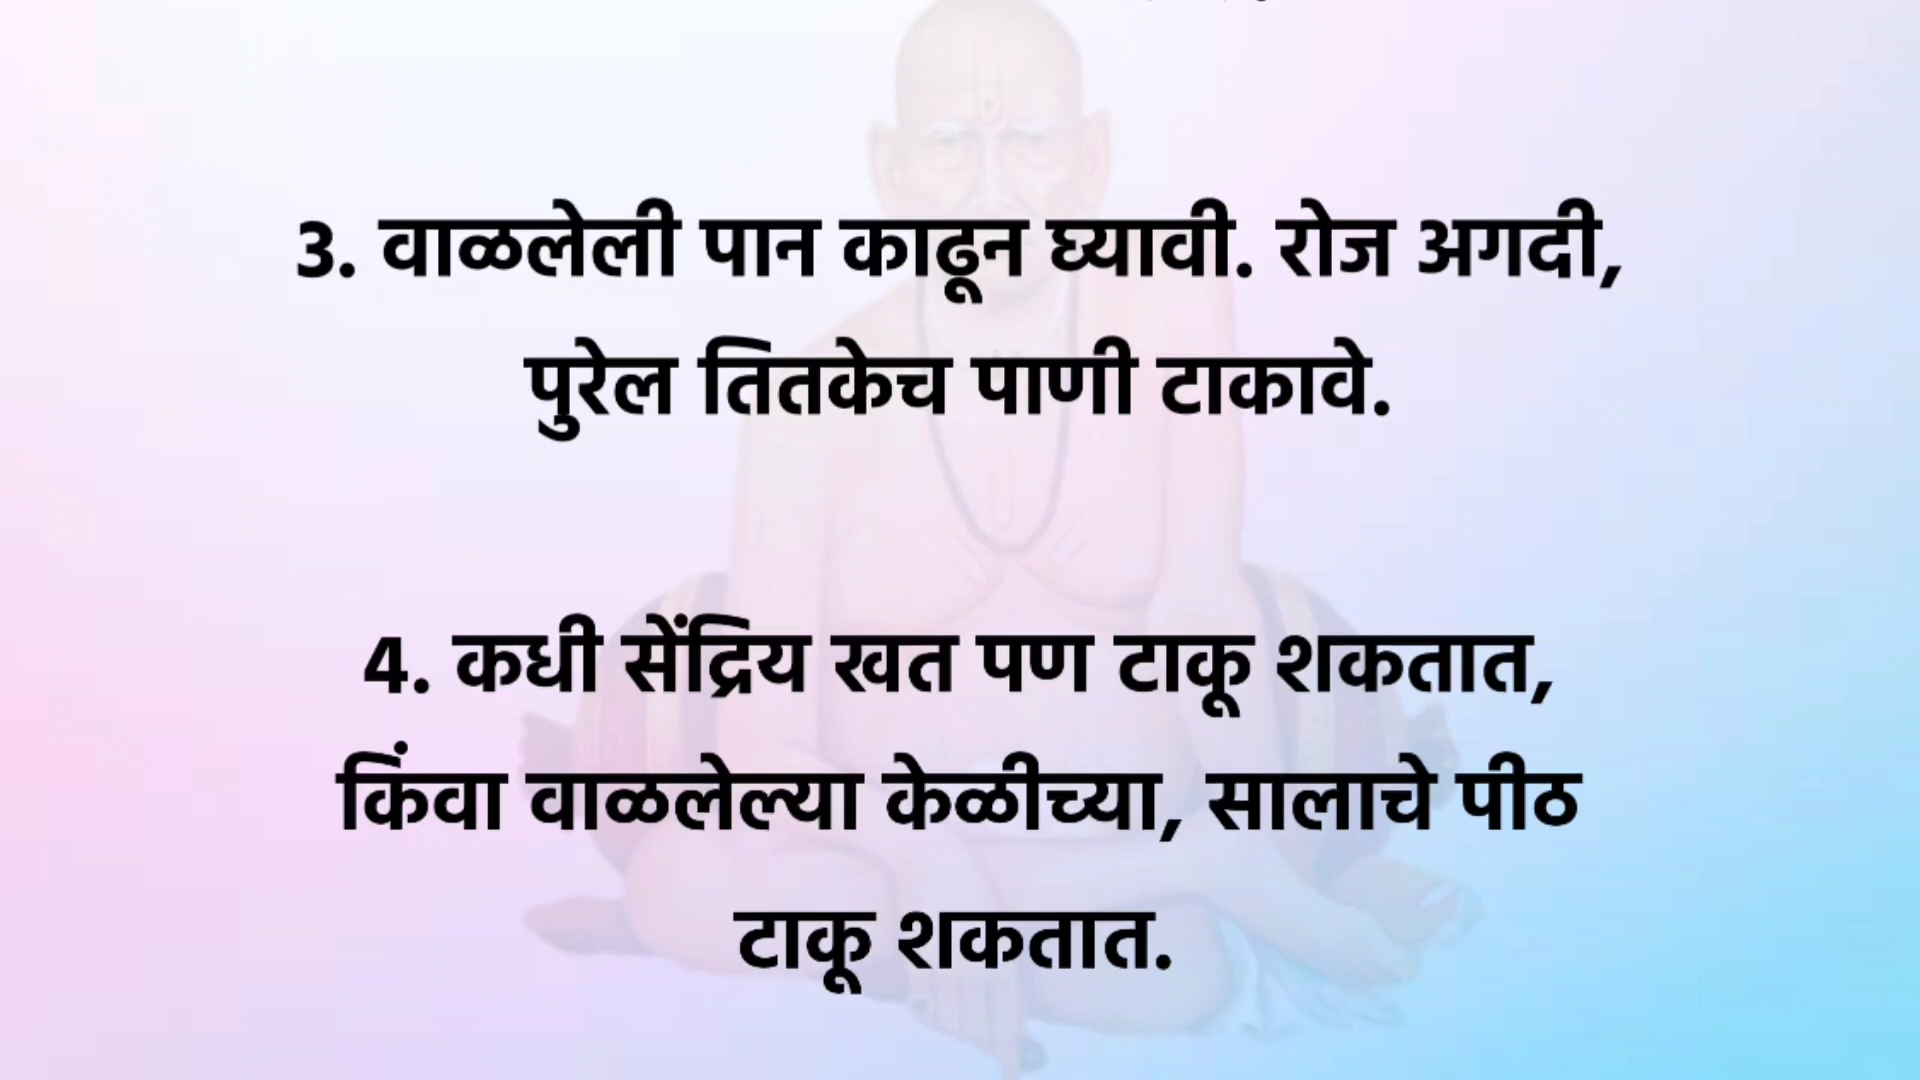 3. वाळलेली पान काढून घ्यावी. रोज अगदी,
पुरेल तितकेच पाणी टाकावे.
4. कधी सेंद्रिय खत पण टाकू शकतात,
किंवा वाळलेल्या केळीच्या, सालाचे पीठ
टाकू शकतात.